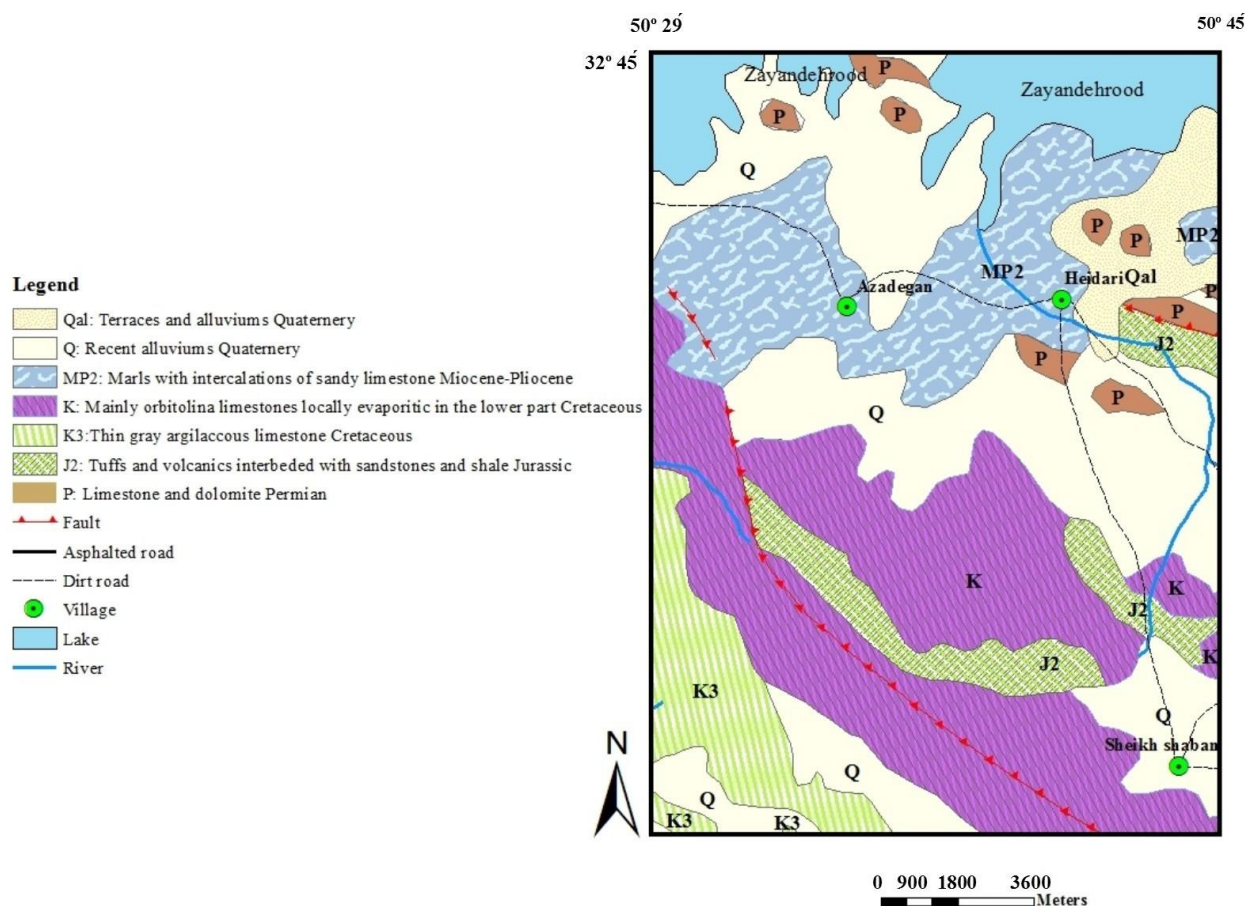 50º 29´
50º 45´
32º 45´
Zayandehrood
P
Zayandehrood
P
P
P
Q
P
P
MP2
MP2
Heidari
Qal
Azadegan
P
P
J2
P
P
Q
K
K
J2
K
J2
K3
Q
Sheikh shaban
Q
Q
K3
K3
Legend
Qal: Terraces and alluviums Quaternery
Q: Recent alluviums Quaternery
MP2: Marls with intercalations of sandy limestone Miocene-Pliocene
K: Mainly orbitolina limestones locally evaporitic in the lower part Cretaceous
K3:Thin gray argilaccous limestone Cretaceous
J2: Tuffs and volcanics interbeded with sandstones and shale Jurassic
P: Limestone and dolomite Permian
Fault
Asphalted road
Dirt road
Village
Lake
River
N
0 900 1800 3600
Meters